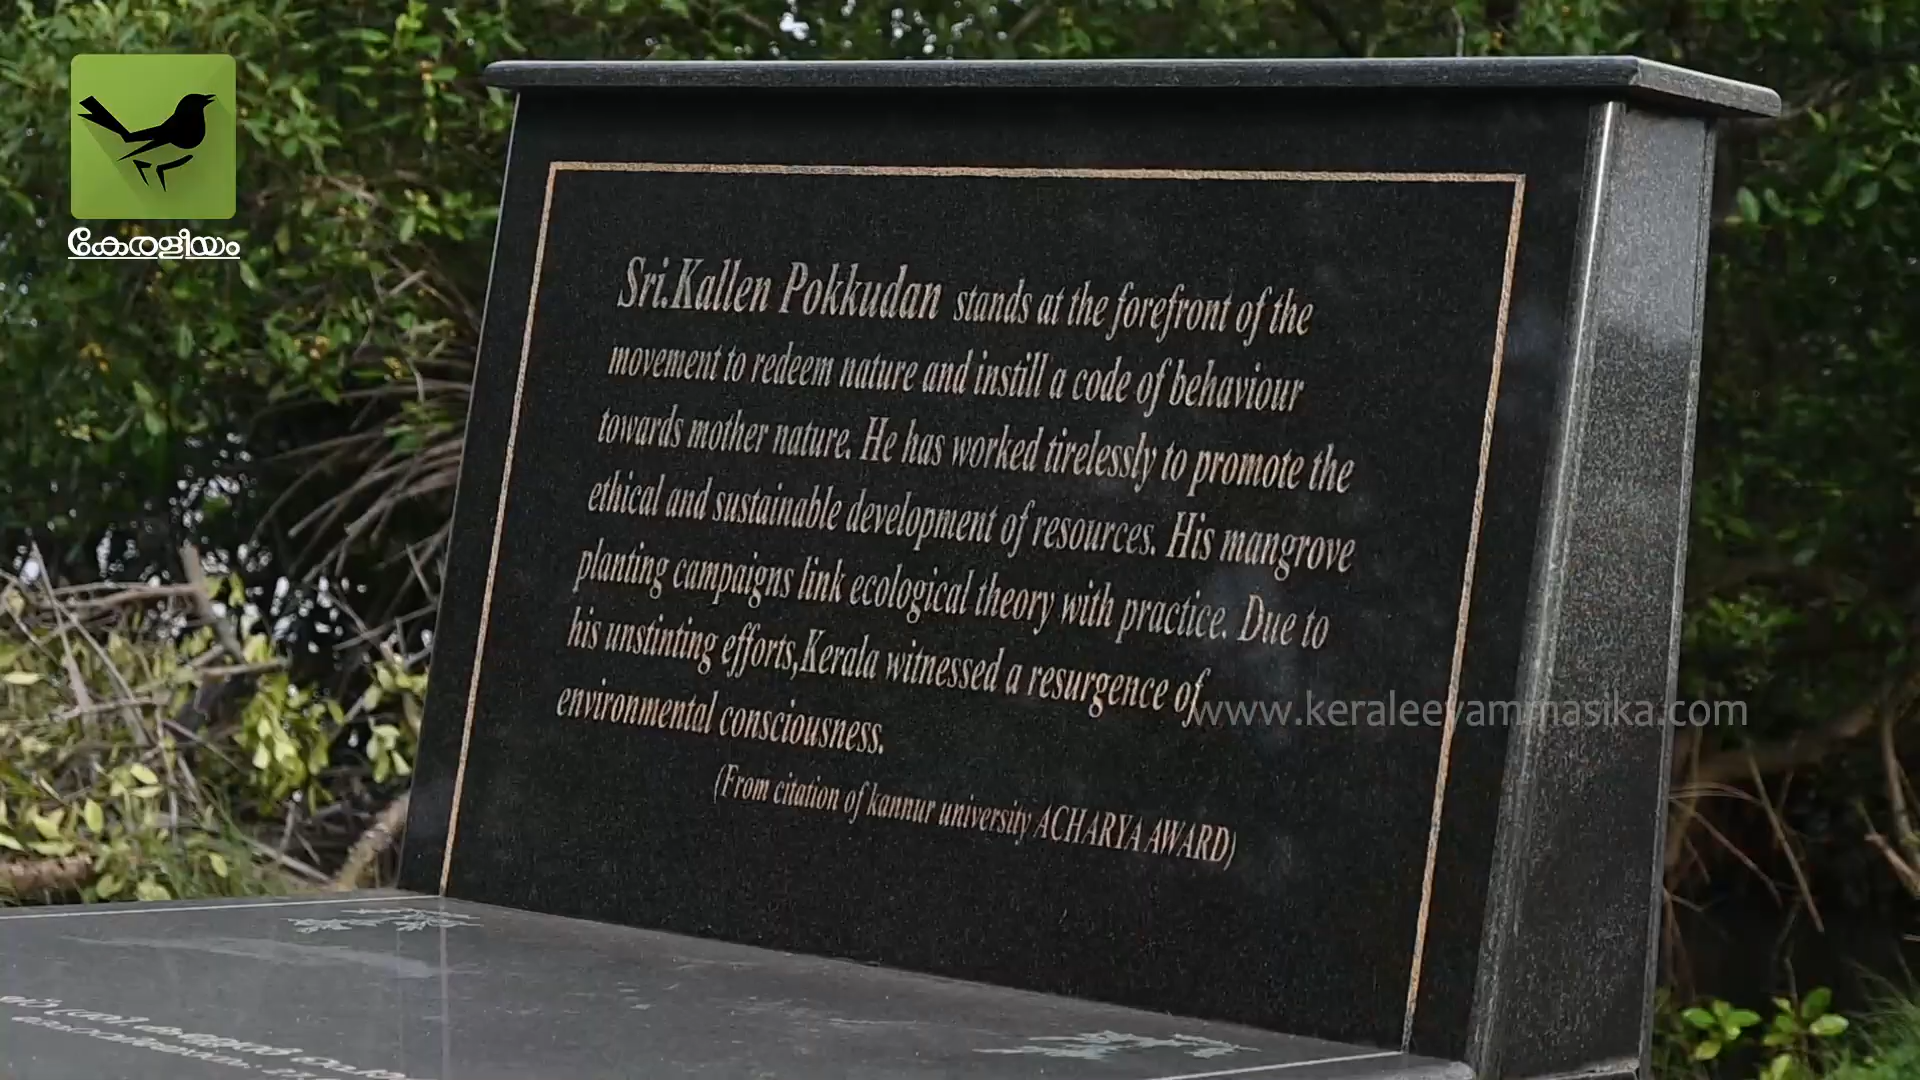 കേരളീയം
Sri.Kallen Pokkudan stands at the forefront of the
movement to redeem nature and instill a code of behaviour
towards mother nature. He has worked tirelessly to promote the
ethical and sustainable development of resources. His mangrove
planting campaigns link ecological theory with practice. Due to
his unstinting efforts,Kerala witnessed a resurgence of
environmental consciousness.
www.keraleeyammasika.com
(From citation of kannur university ACHARYA AWARD)